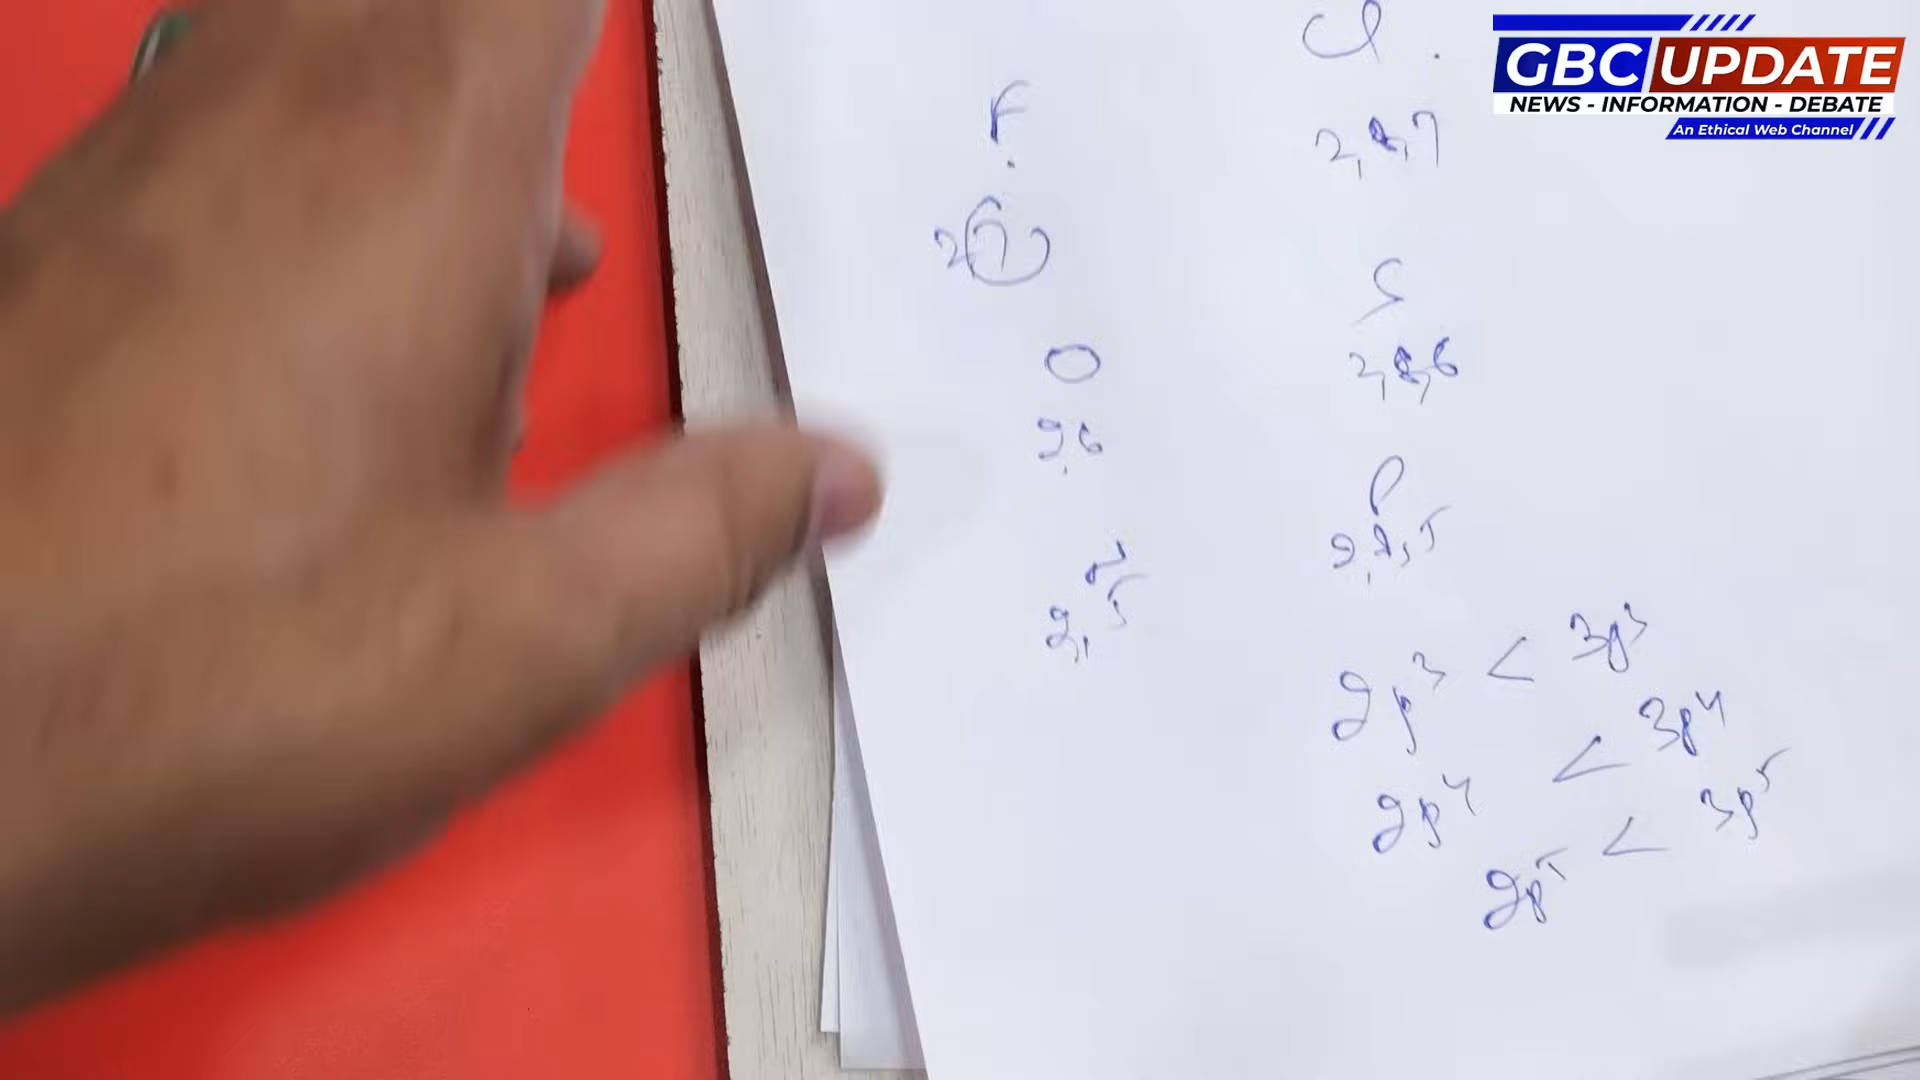 GBC UPDATE
NEWS - INFORMATION - DEBATE
An Ethical Web Channel
Cl
F
2,8,7
2 7
S
O
2,8,6
2,6
P
2,8,5
2,5
2p³ < 3p³
2p⁴ < 3p⁴
2p⁵ < 3p⁵